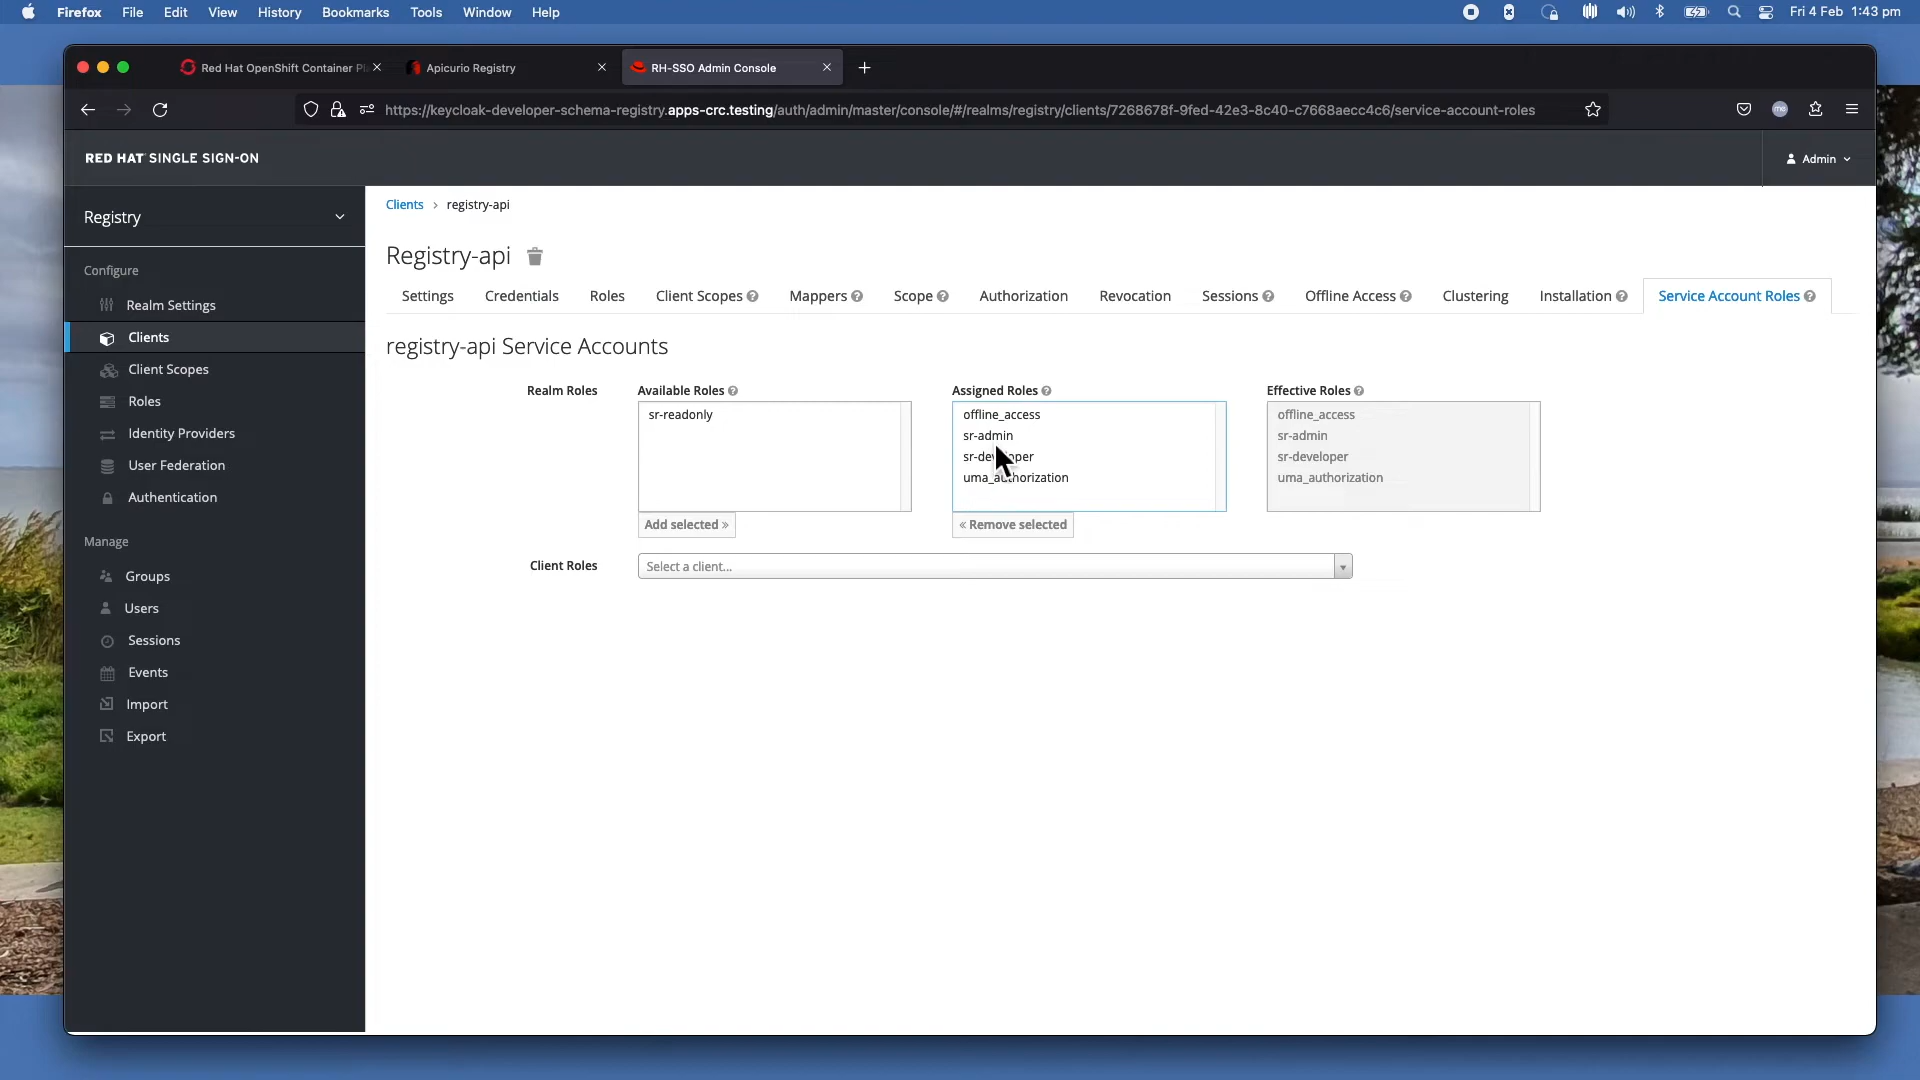 Firefox File Edit View History Bookmarks Tools Window Help Fri 4 Feb 1:43 pm
Red Hat OpenShift Container Pla Apicurio Registry RH-SSO Admin Console
https://keycloak-developer-schema-registry.apps-crc.testing/auth/admin/master/console/#/realms/registry/clients/7268678f-9fed-42e3-8c40-c7668aecc4c6/service-account-roles
RED HAT SINGLE SIGN-ON
Admin
Registry
Configure
Realm Settings
Clients
Client Scopes
Roles
Identity Providers
User Federation
Authentication
Manage
Groups
Users
Sessions
Events
Import
Export
Clients > registry-api
Registry-api
Settings Credentials Roles Client Scopes Mappers Scope Authorization Revocation Sessions Offline Access Clustering Installation Service Account Roles
registry-api Service Accounts
Realm Roles
Available Roles
sr-readonly
Add selected »
Assigned Roles
offline_access
sr-admin
sr-developer
uma_authorization
« Remove selected
Effective Roles
offline_access
sr-admin
sr-developer
uma_authorization
Client Roles
Select a client...